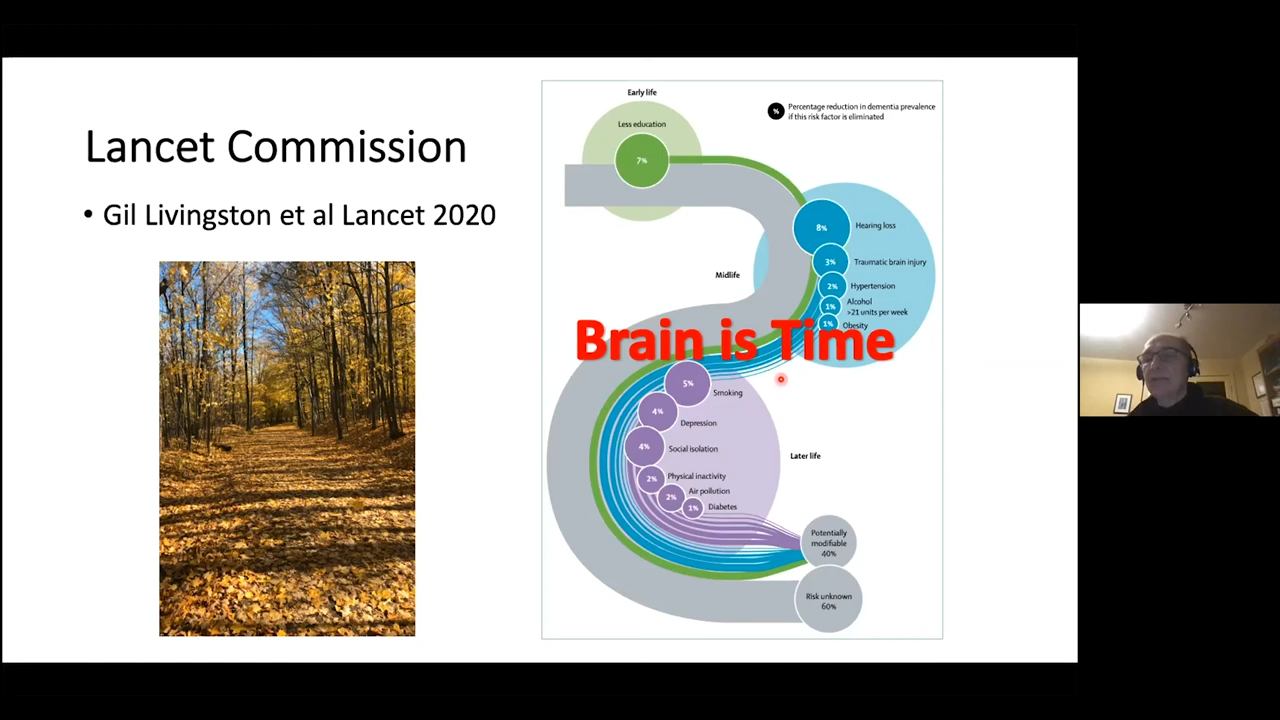 Lancet Commission
• Gil Livingston et al Lancet 2020
Early life
Less education
7%
% Percentage reduction in dementia prevalence
if this risk factor is eliminated
8% Hearing loss
3% Traumatic brain injury
Midlife
2% Hypertension
1% Alcohol
>21 units per week
1% Obesity
Brain is Time
5% Smoking
4% Depression
4% Social isolation
Later life
2% Physical inactivity
2% Air pollution
1% Diabetes
Potentially
modifiable
40%
Risk unknown
60%